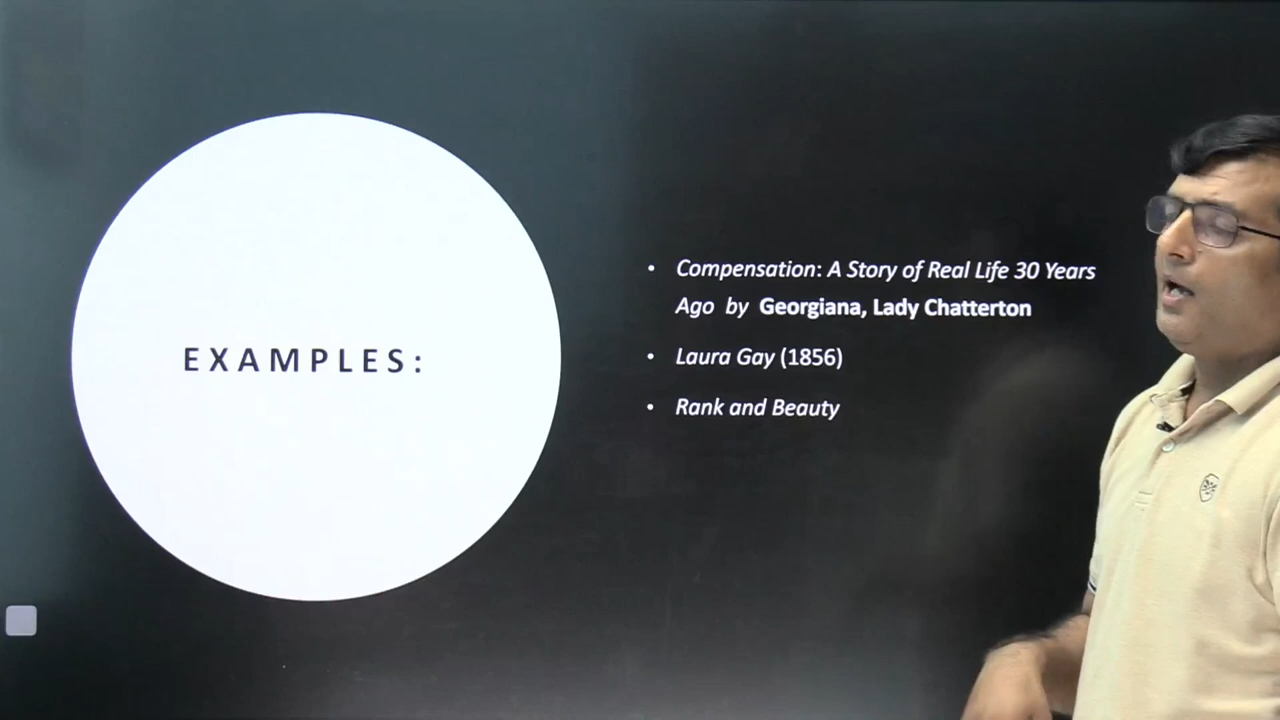 EXAMPLES:
• Compensation: A Story of Real Life 30 Years
Ago by Georgiana, Lady Chatterton
• Laura Gay (1856)
• Rank and Beauty